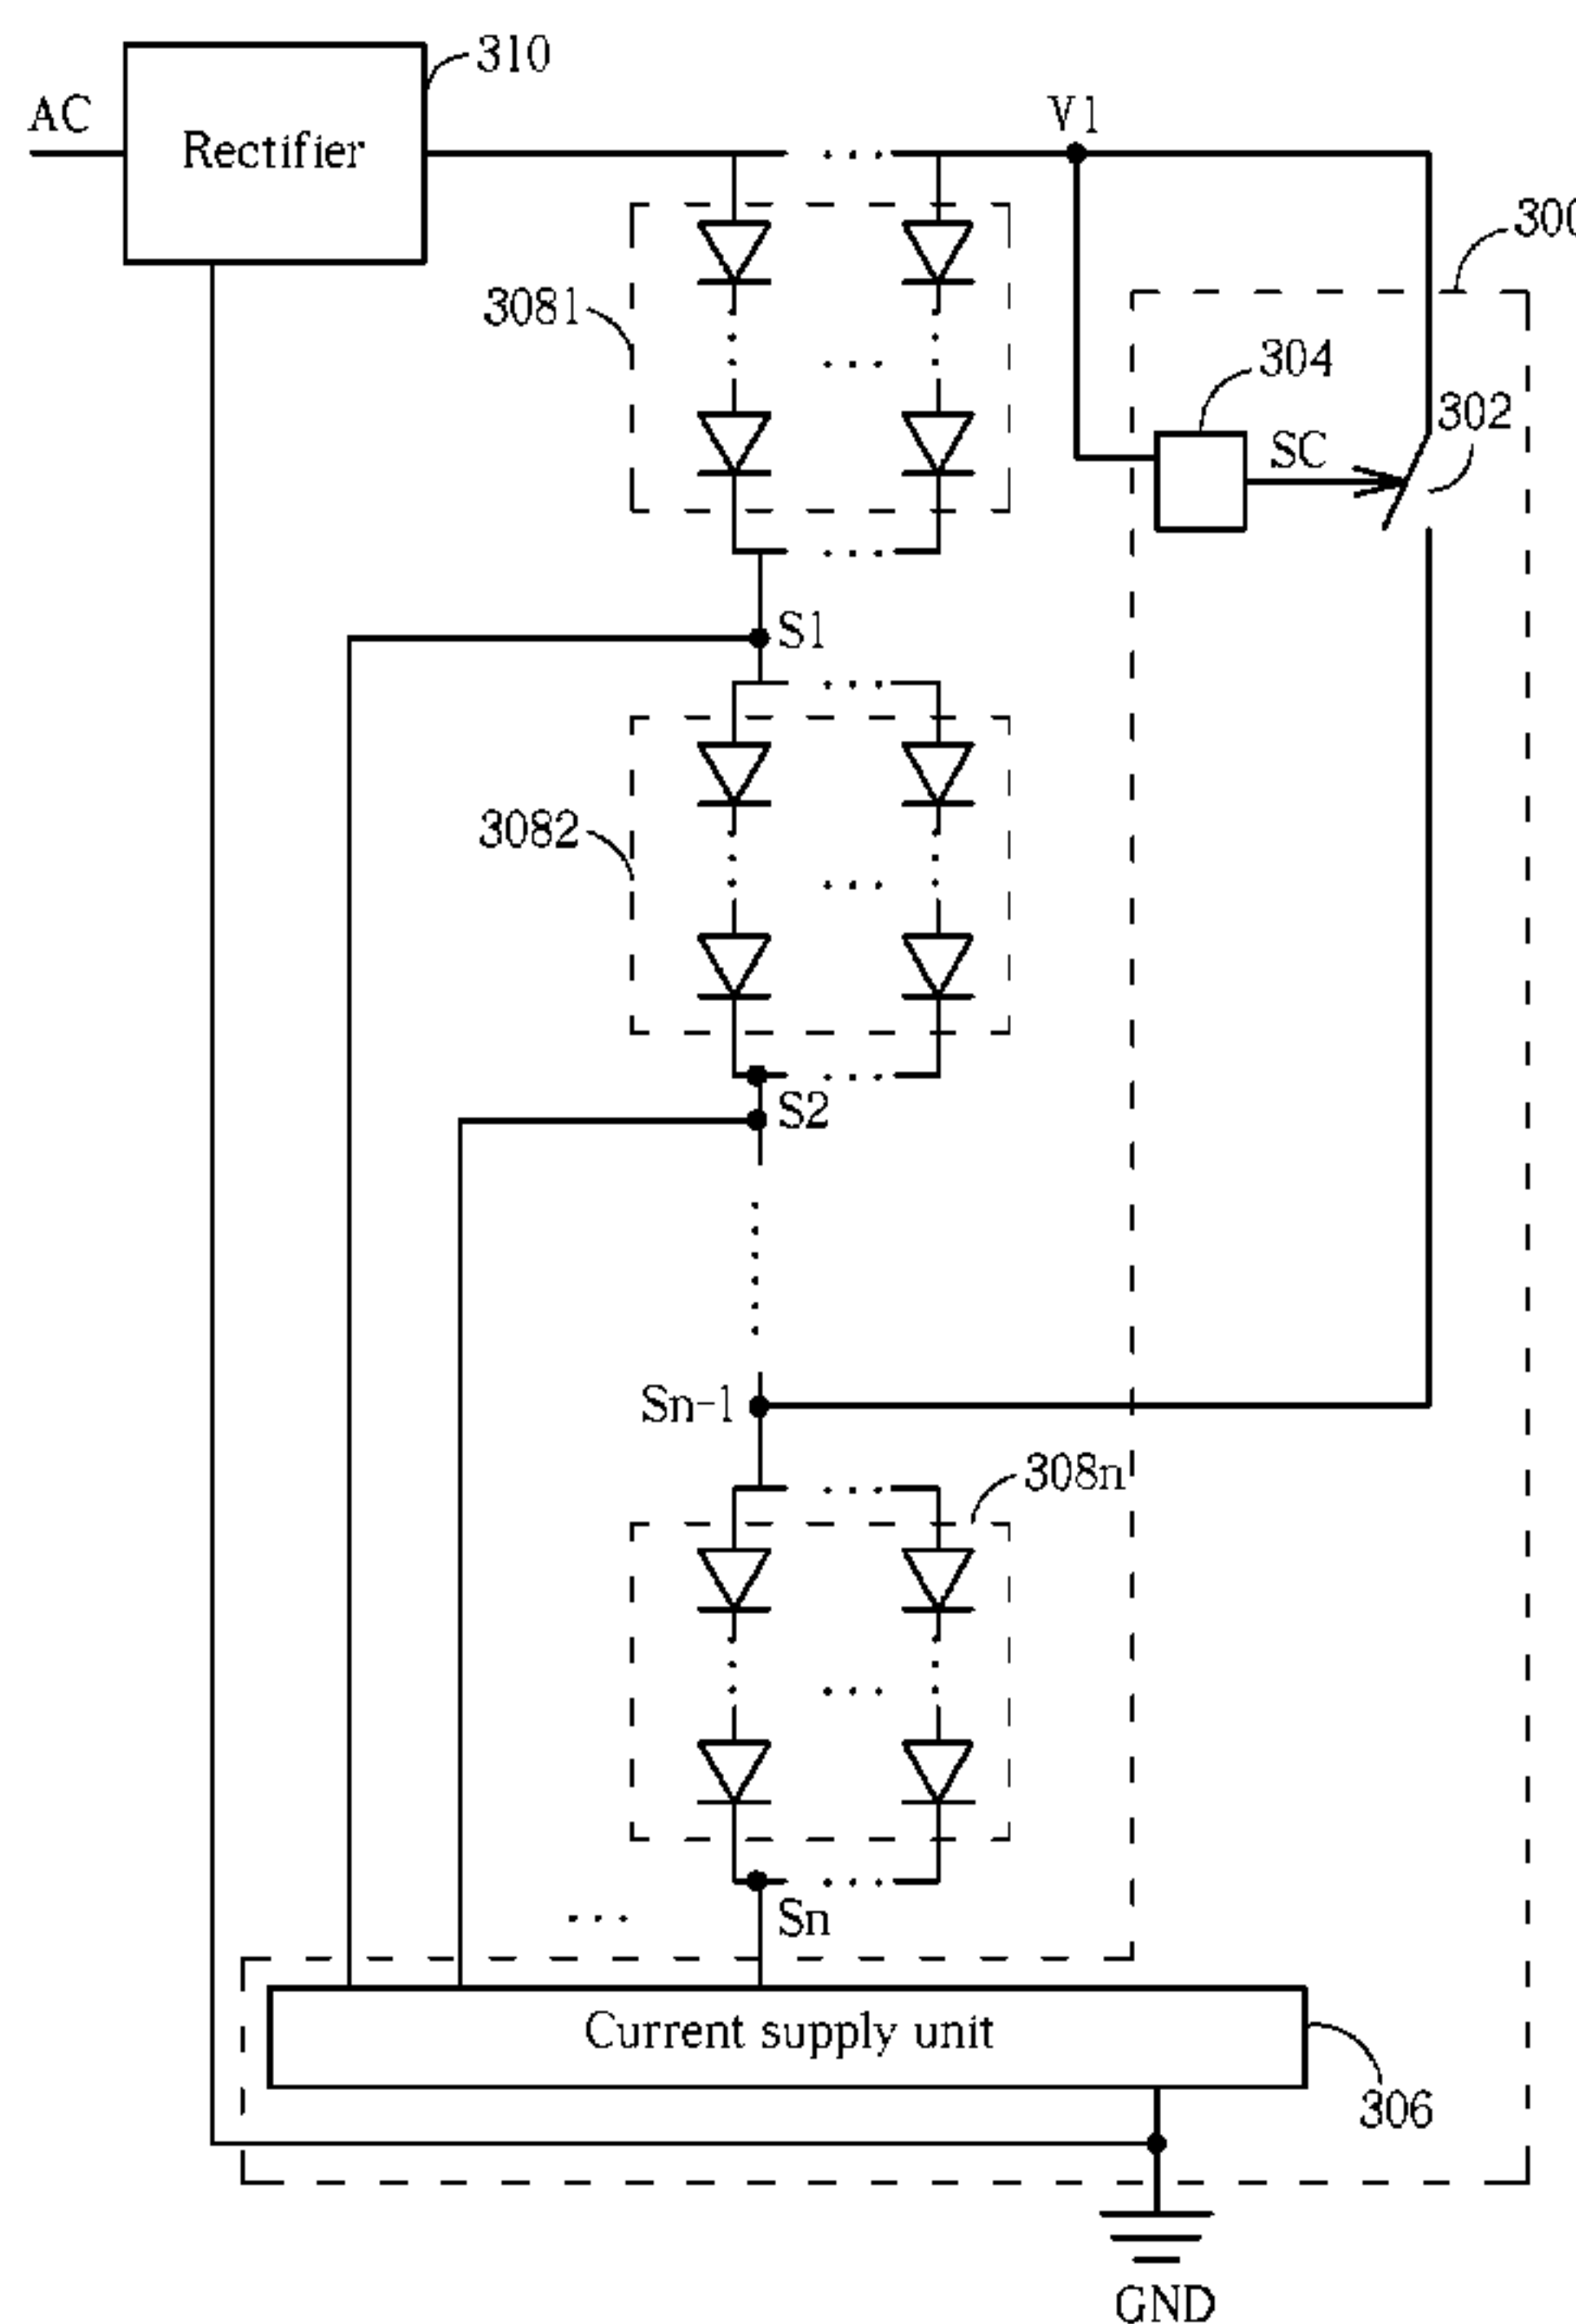 310
AC
Rectifier
V1
300
3081
304
302
SC
S1
3082
S2
Sn-1
308n
Sn
Current supply unit
306
GND